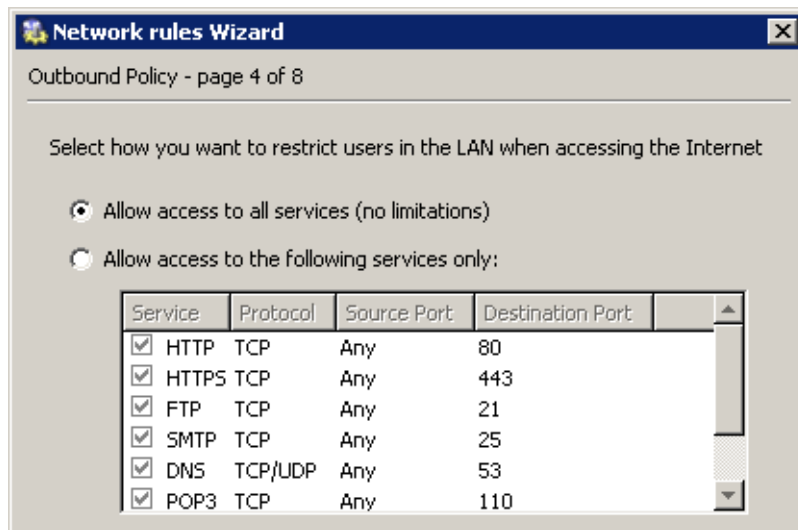 Network rules Wizard
Outbound Policy - page 4 of 8
Select how you want to restrict users in the LAN when accessing the Internet
Allow access to all services (no limitations)
Allow access to the following services only:
Service Protocol Source Port Destination Port
HTTP TCP Any 80
HTTPS TCP Any 443
FTP TCP Any 21
SMTP TCP Any 25
DNS TCP/UDP Any 53
POP3 TCP Any 110